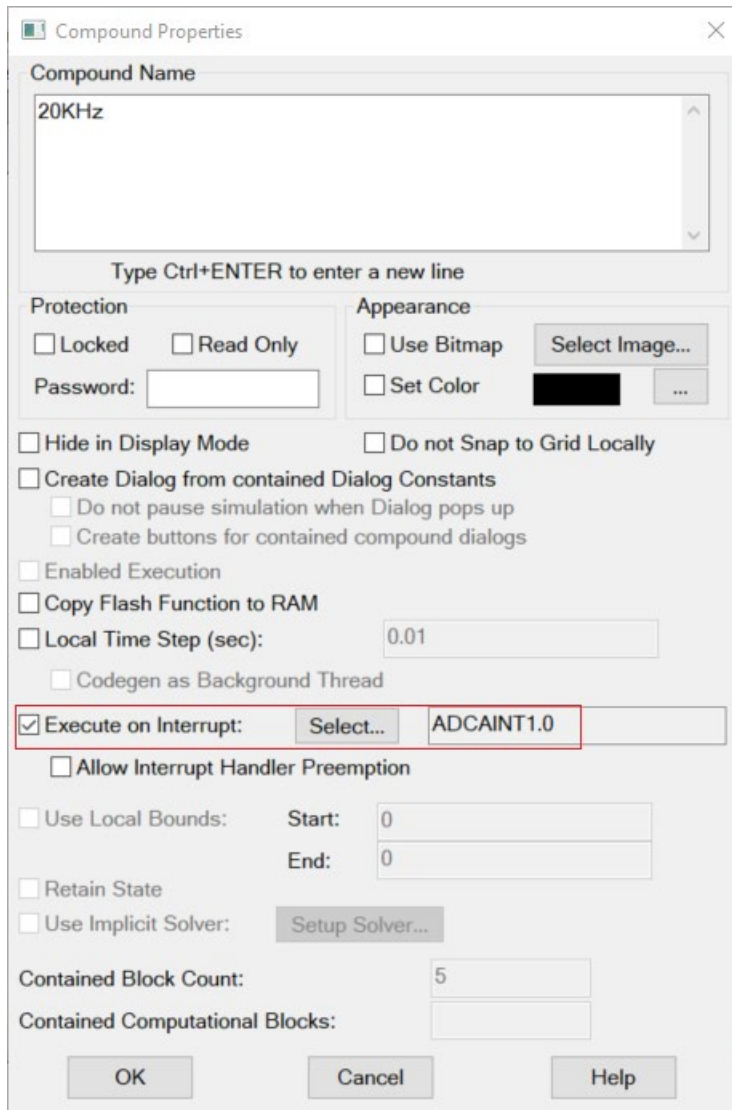 Compound Properties
Compound Name
20KHz
Type Ctrl+ENTER to enter a new line
Protection
Appearance
Locked Read Only
Use Bitmap Select Image...
Password:
Set Color ...
Hide in Display Mode Do not Snap to Grid Locally
Create Dialog from contained Dialog Constants
Do not pause simulation when Dialog pops up
Create buttons for contained compound dialogs
Enabled Execution
Copy Flash Function to RAM
Local Time Step (sec): 0.01
Codegen as Background Thread
Execute on Interrupt: Select... ADCAINT1.0
Allow Interrupt Handler Preemption
Use Local Bounds: Start: 0
End: 0
Retain State
Use Implicit Solver: Setup Solver...
Contained Block Count: 5
Contained Computational Blocks:
OK Cancel Help